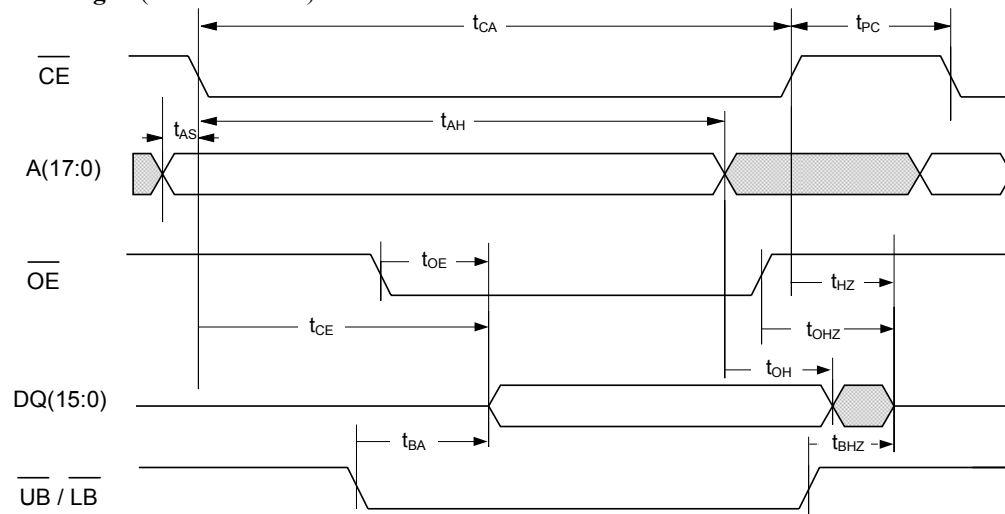 t_CA
t_PC
CE
t_AS
t_AH
A(17:0)
OE
t_OE
t_HZ
t_CE
t_OHZ
t_OH
DQ(15:0)
t_BA
t_BHZ
UB / LB